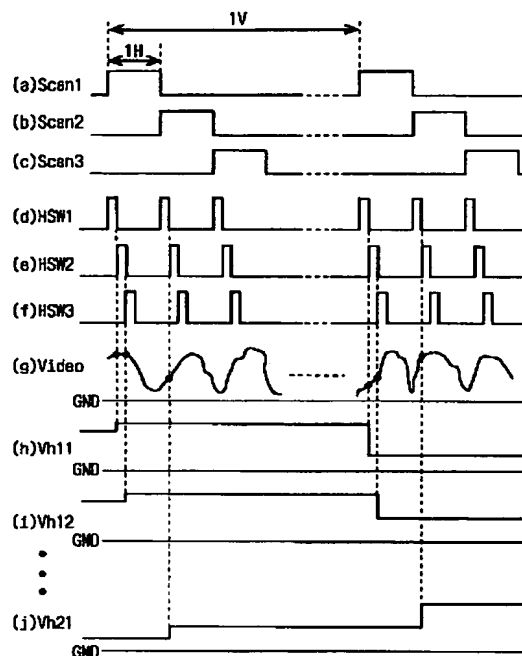 1V
1H
(a)Scan1
(b)Scan2
(c)Scan3
(d)HSW1
(e)HSW2
(f)HSW3
(g)Video
GND
(h)Vh11
GND
(i)Vh12
GND
(j)Vh21
GND